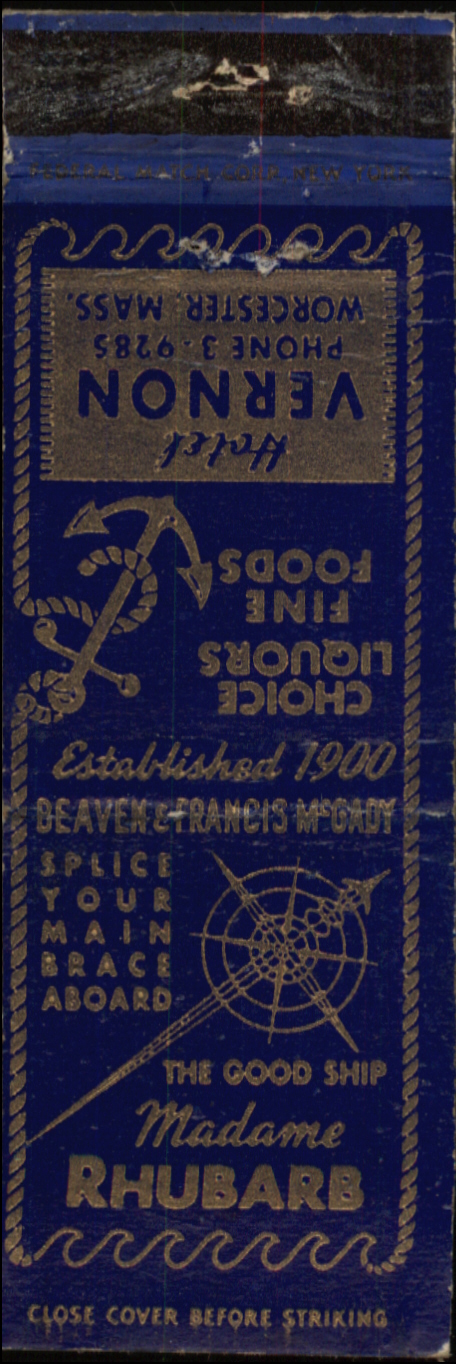 FEDERAL MATCH CORP. NEW YORK
Hotel
VERNON
PHONE 3-9285
WORCESTER, MASS.
CHOICE
LIQUORS
FINE
FOODS
Established 1900
BEAVEN & FRANCIS McGADY
SPLICE
YOUR
MAIN
BRACE
ABOARD
THE GOOD SHIP
Madame
RHUBARB
CLOSE COVER BEFORE STRIKING